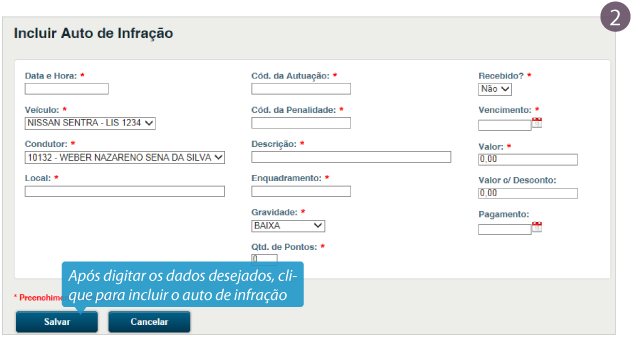 2
Incluir Auto de Infração
Data e Hora: *
Cód. da Autuação: *
Recebido? *
Não
Veículo: *
NISSAN SENTRA - LIS 1234
Cód. da Penalidade: *
Vencimento: *
Condutor: *
10132 - WEBER NAZARENO SENA DA SILVA
Descrição: *
Valor: *
0,00
Local: *
Enquadramento: *
Valor c/ Desconto:
0,00
Gravidade: *
BAIXA
Pagamento:
Qtd. de Pontos: *
0
Após digitar os dados desejados, cli-
que para incluir o auto de infração
* Preenchime
Salvar
Cancelar